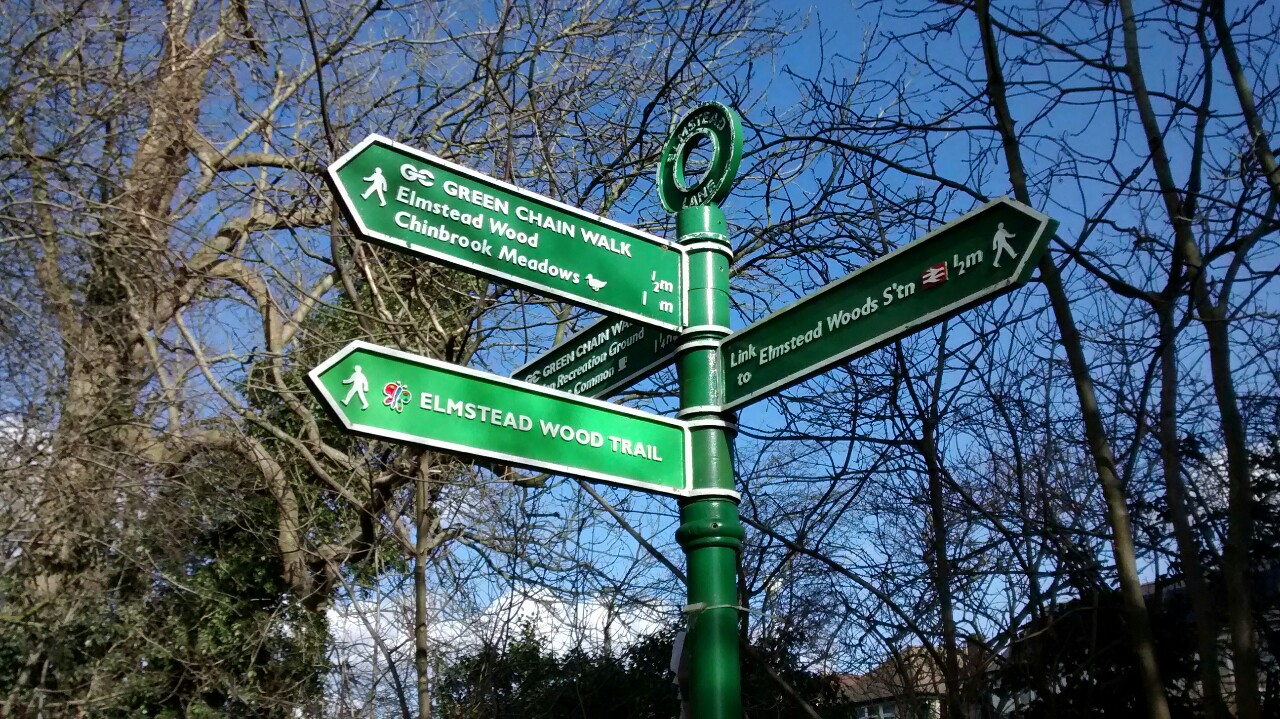 ELMSTEAD
LANE
GC GREEN CHAIN WALK
Elmstead Wood ½m
Chinbrook Meadows 1 m
Link
to Elmstead Woods S'tn ½m
GC GREEN CHAIN
Recreation Ground
Common
ELMSTEAD WOOD TRAIL